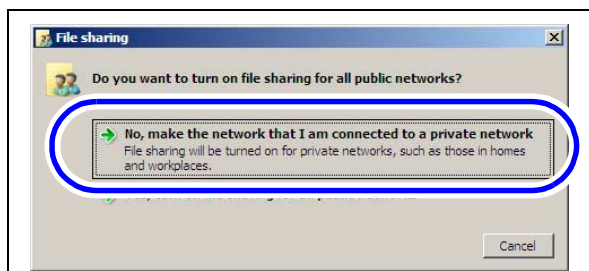 File sharing
Do you want to turn on file sharing for all public networks?
No, make the network that I am connected to a private network
File sharing will be turned on for private networks, such as those in homes
and workplaces.
Cancel